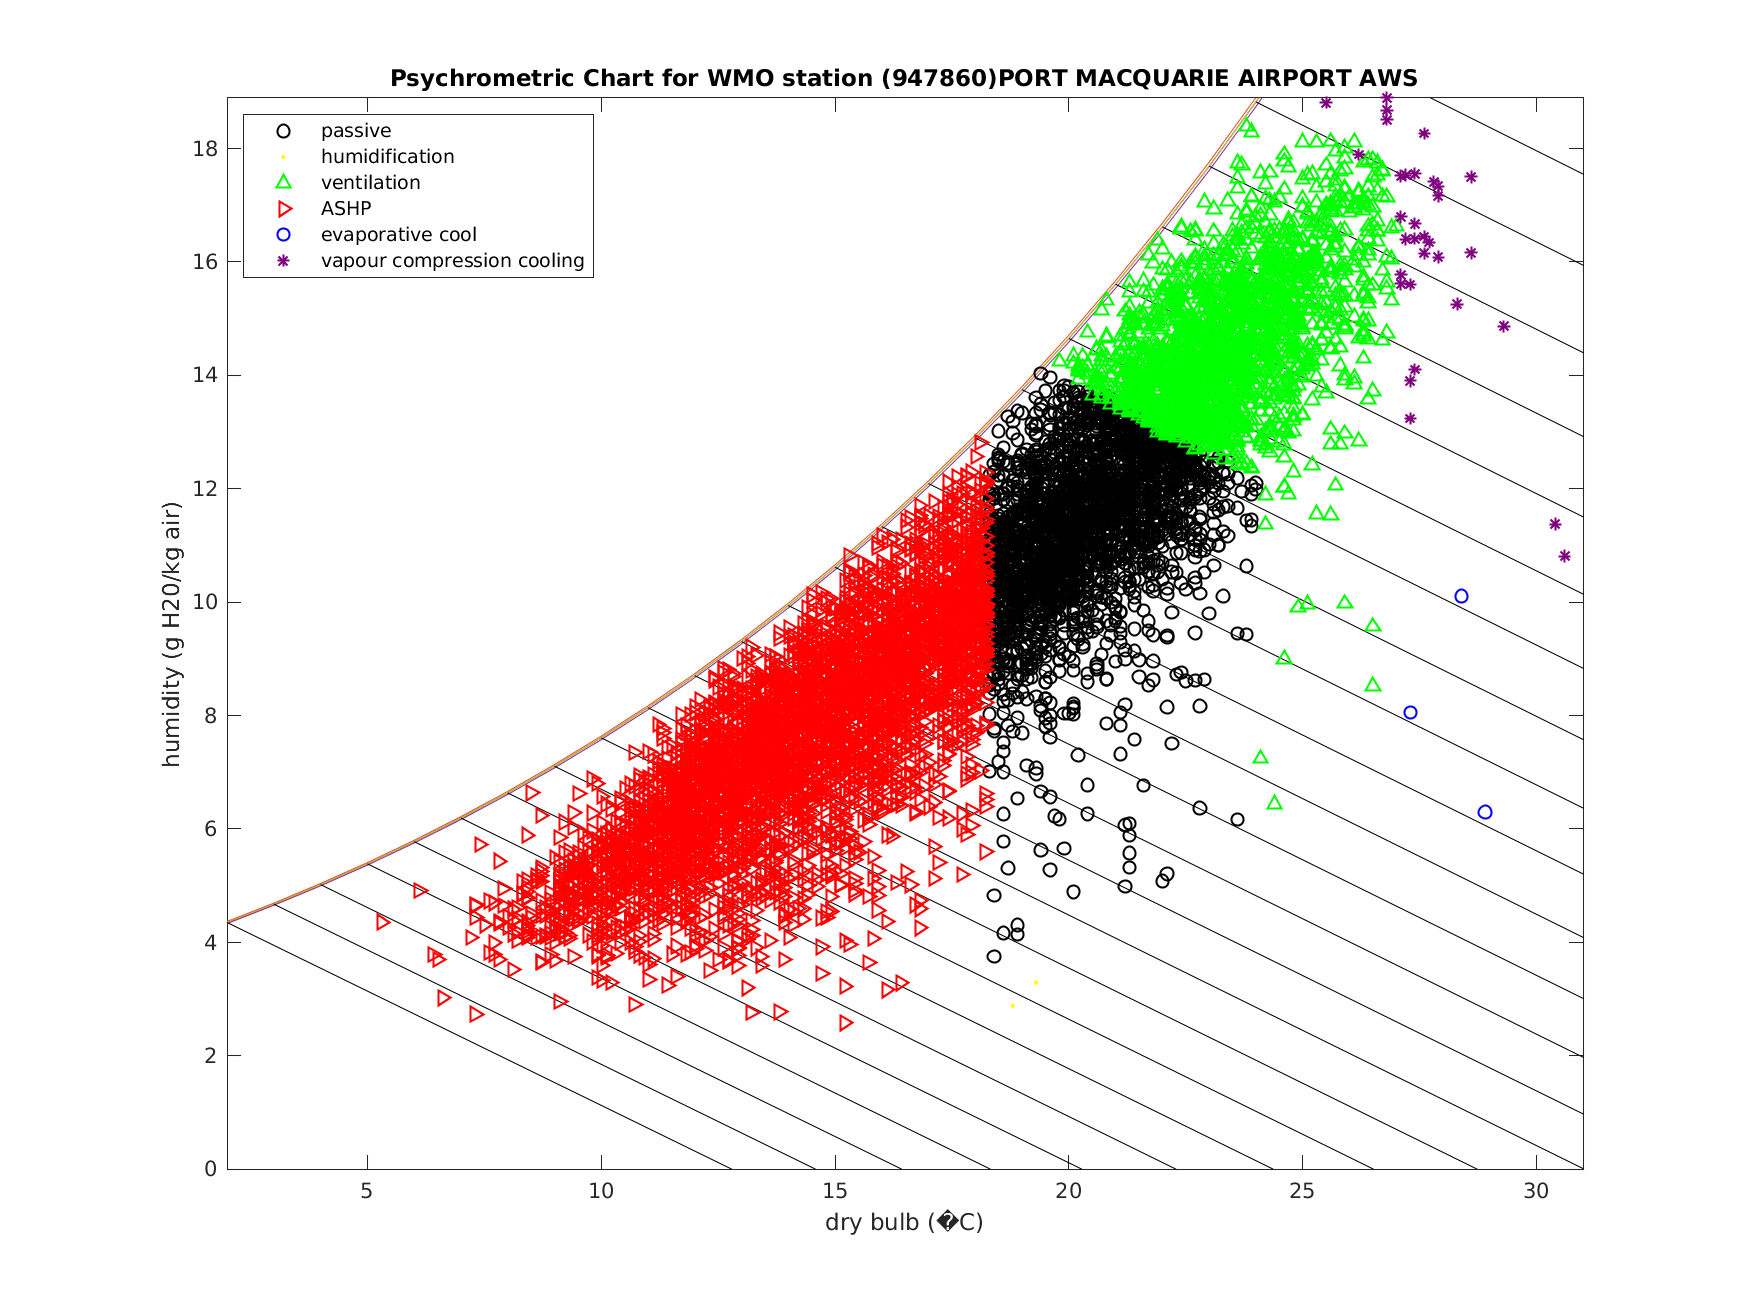 Psychrometric Chart for WMO station (947860)PORT MACQUARIE AIRPORT AWS
passive
humidification
ventilation
ASHP
evaporative cool
vapour compression cooling
18
16
14
12
10
8
6
4
2
0
humidity (g H20/kg air)
5
10
15
20
25
30
dry bulb (�C)